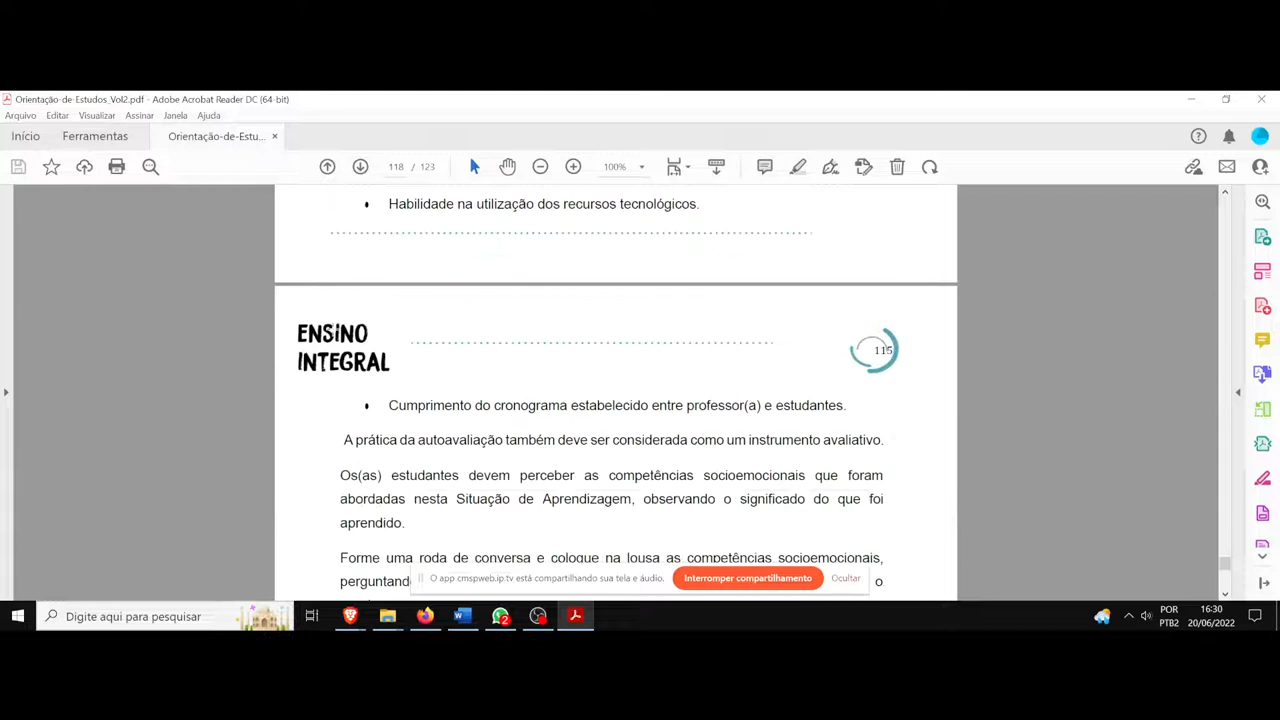 Orientação-de-Estudos_Vol2.pdf - Adobe Acrobat Reader DC (64-bit)
Arquivo Editar Visualizar Assinar Janela Ajuda
Início Ferramentas Orientação-de-Estu... ×
118 / 123 100%
• Habilidade na utilização dos recursos tecnológicos.
ENSINO
INTEGRAL
115
• Cumprimento do cronograma estabelecido entre professor(a) e estudantes.
A prática da autoavaliação também deve ser considerada como um instrumento avaliativo.
Os(as) estudantes devem perceber as competências socioemocionais que foram
abordadas nesta Situação de Aprendizagem, observando o significado do que foi
aprendido.
Forme uma roda de conversa e coloque na lousa as competências socioemocionais,
perguntand o
O app cmspweb.ip.tv está compartilhando sua tela e áudio. Interromper compartilhamento Ocultar
Digite aqui para pesquisar
2
POR
PTB2
16:30
20/06/2022